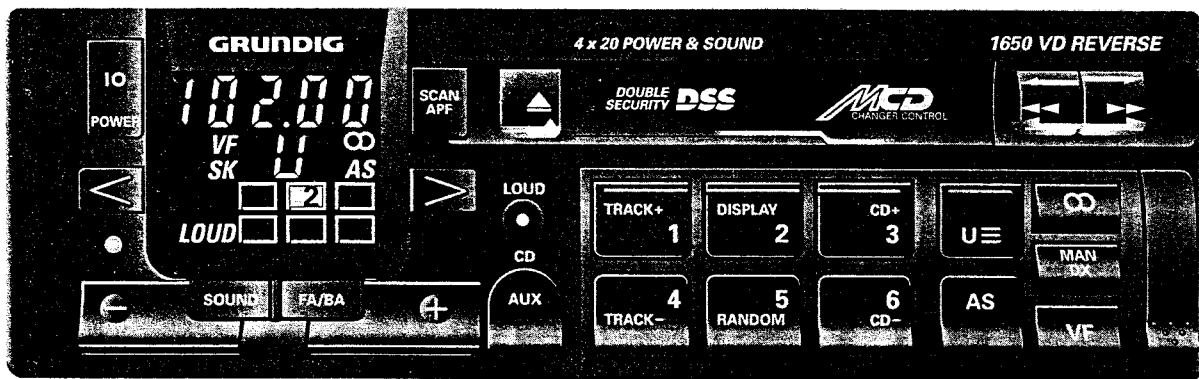 GRUNDIG
4 x 20 POWER & SOUND
1650 VD REVERSE
IO
POWER
102.00
VF
SK U AS
2
LOUD
SCAN
APF
DOUBLE
SECURITY DSS
MCD
CHANGER CONTROL
LOUD
CD
AUX
SOUND
FA/BA
TRACK+
1
DISPLAY
2
CD+
3
4
TRACK−
5
RANDOM
6
CD−
U
AS
MAN
DX
VF